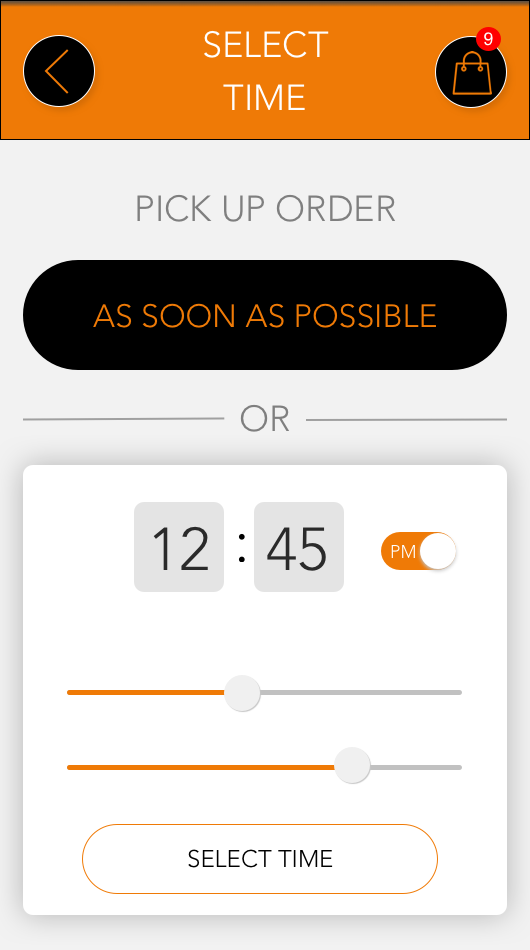 SELECT
TIME
9
PICK UP ORDER
AS SOON AS POSSIBLE
OR
12 : 45
PM
SELECT TIME